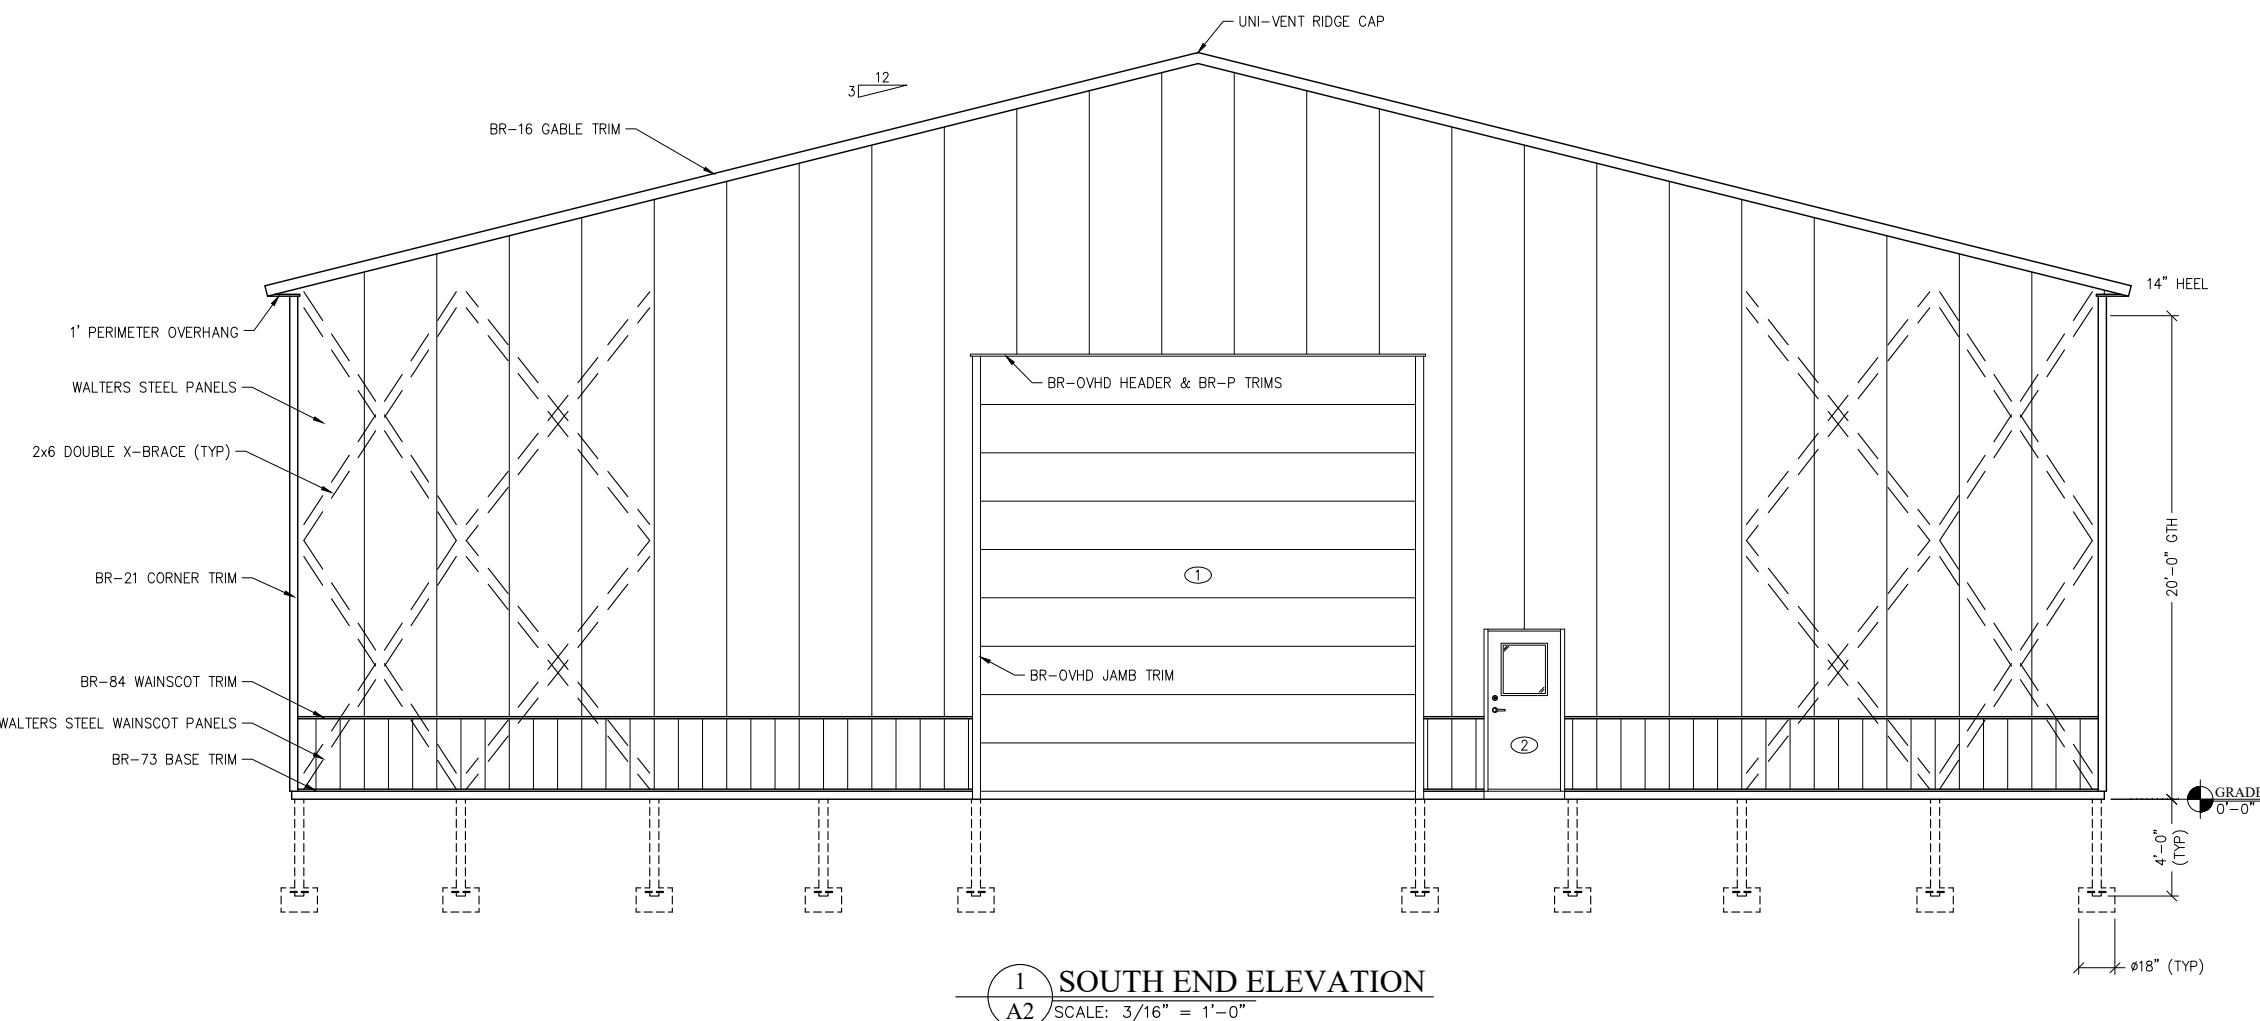 UNI-VENT RIDGE CAP
12
3
BR-16 GABLE TRIM
14" HEEL
1' PERIMETER OVERHANG
WALTERS STEEL PANELS
BR-OVHD HEADER & BR-P TRIMS
2x6 DOUBLE X-BRACE (TYP)
20'-0" GTH
1
BR-21 CORNER TRIM
BR-OVHD JAMB TRIM
BR-84 WAINSCOT TRIM
WALTERS STEEL WAINSCOT PANELS
2
BR-73 BASE TRIM
GRADE
0'-0"
4'-0"
(TYP)
ø18" (TYP)
1
SOUTH END ELEVATION
A2
SCALE: 3/16" = 1'-0"